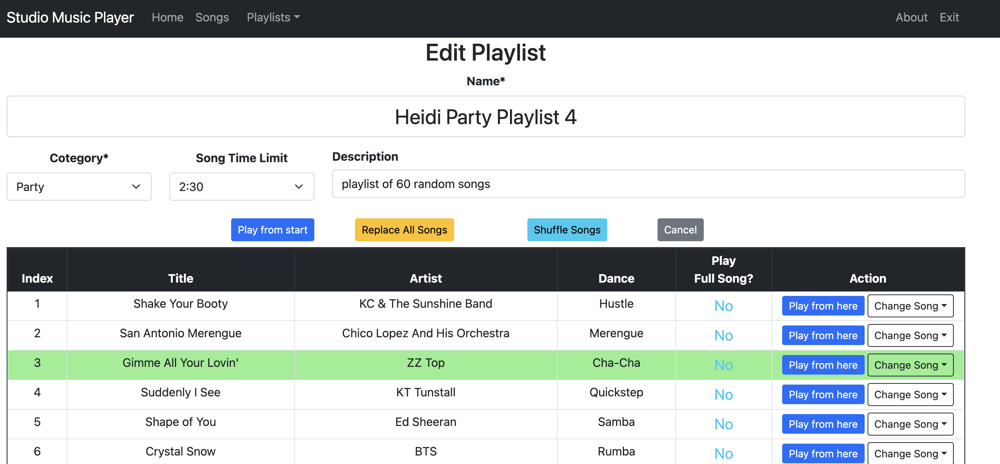 Studio Music Player Home Songs Playlists About Exit
Edit Playlist
Name*
Heidi Party Playlist 4
Cotegory* Song Time Limit Description
Party 2:30 playlist of 60 random songs
Play from start Replace All Songs Shuffle Songs Cancel
Index Title Artist Dance Play Full Song? Action
1 Shake Your Booty KC & The Sunshine Band Hustle No Play from here Change Song
2 San Antonio Merengue Chico Lopez And His Orchestra Merengue No Play from here Change Song
3 Gimme All Your Lovin' ZZ Top Cha-Cha No Play from here Change Song
4 Suddenly I See KT Tunstall Quickstep No Play from here Change Song
5 Shape of You Ed Sheeran Samba No Play from here Change Song
6 Crystal Snow BTS Rumba No Play from here Change Song